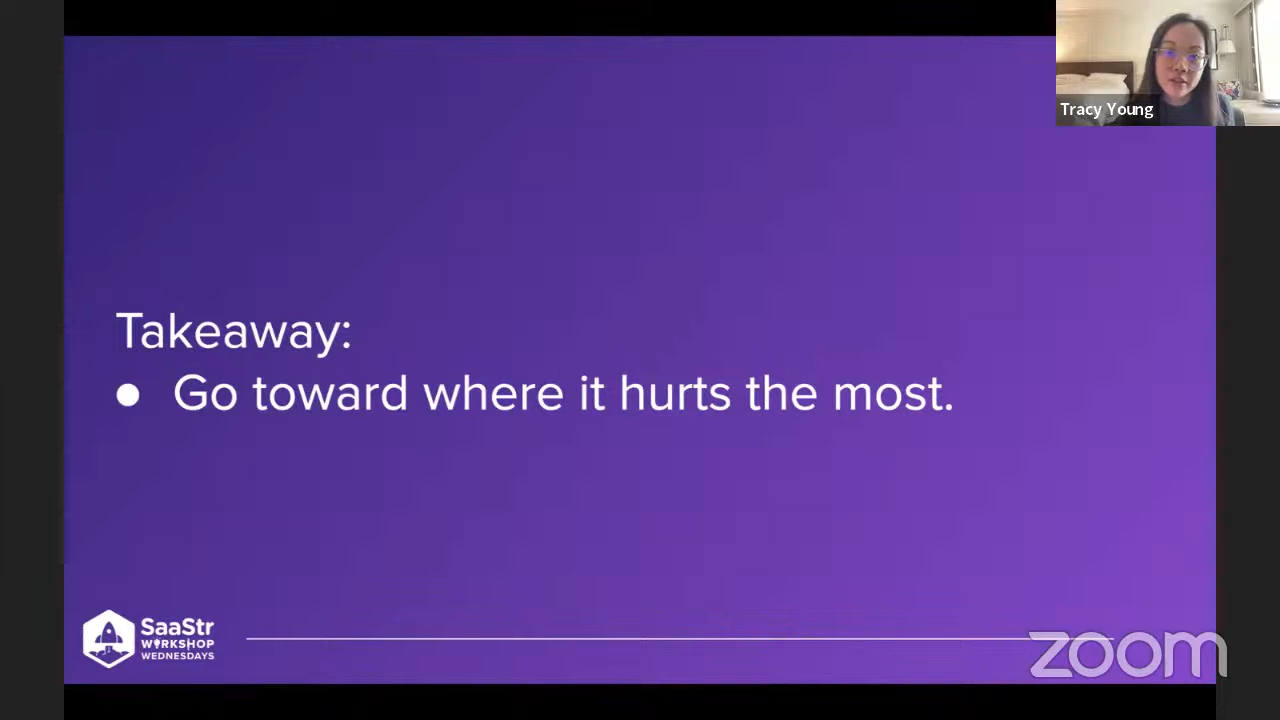 Tracy Young
Takeaway:
● Go toward where it hurts the most.
SaaStr
WORKSHOP
WEDNESDAYS
zoom